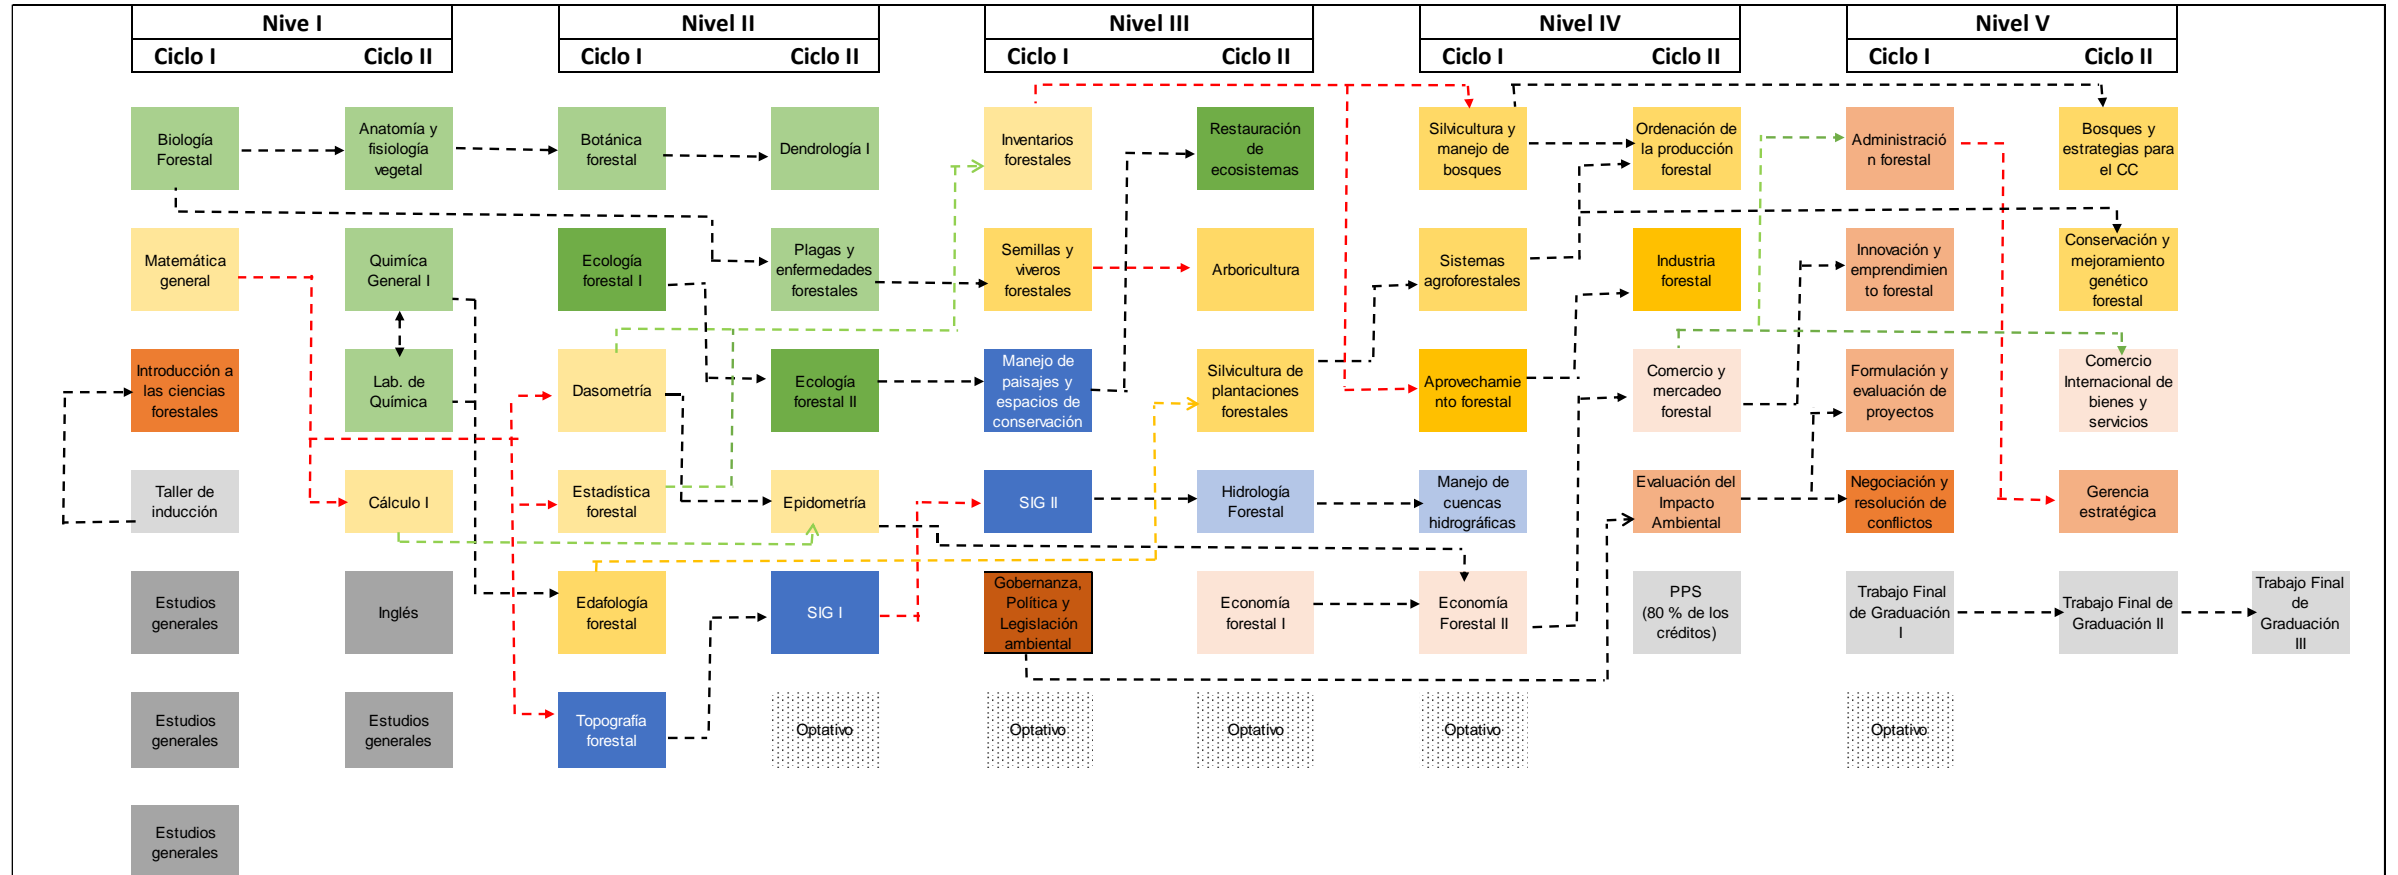 Nive I
Nivel II
Nivel III
Nivel IV
Nivel V
Ciclo I
Ciclo II
Ciclo I
Ciclo II
Ciclo I
Ciclo II
Ciclo I
Ciclo II
Ciclo I
Ciclo II
Biología
Forestal
Anatomía y
fisiología
vegetal
Botánica
forestal
Dendrología I
Inventarios
forestales
Restauración
de
ecosistemas
Silvicultura y
manejo de
bosques
Ordenación de
la producción
forestal
Administració
n forestal
Bosques y
estrategias para
el CC
Matemática
general
Quimíca
General I
Ecología
forestal I
Plagas y
enfermedades
forestales
Semillas y
viveros
forestales
Arboricultura
Sistemas
agroforestales
Industria
forestal
Innovación y
emprendimien
to forestal
Conservación y
mejoramiento
genético
forestal
Introducción a
las ciencias
forestales
Lab. de
Química
Dasometría
Ecología
forestal II
Manejo de
paisajes y
espacios de
conservación
Silvicultura de
plantaciones
forestales
Aprovechamie
nto forestal
Comercio y
mercadeo
forestal
Formulación y
evaluación de
proyectos
Comercio
Internacional de
bienes y
servicios
Taller de
inducción
Cálculo I
Estadística
forestal
Epidometría
SIG II
Hidrología
Forestal
Manejo de
cuencas
hidrográficas
Evaluación del
Impacto
Ambiental
Negociación y
resolución de
conflictos
Gerencia
estratégica
Estudios
generales
Inglés
Edafología
forestal
SIG I
Gobernanza,
Política y
Legislación
ambiental
Economía
forestal I
Economía
Forestal II
PPS
(80 % de los
créditos)
Trabajo Final
de Graduación
I
Trabajo Final de
Graduación II
Trabajo Final
de
Graduación
III
Estudios
generales
Estudios
generales
Topografía
forestal
Optativo
Optativo
Optativo
Optativo
Optativo
Estudios
generales